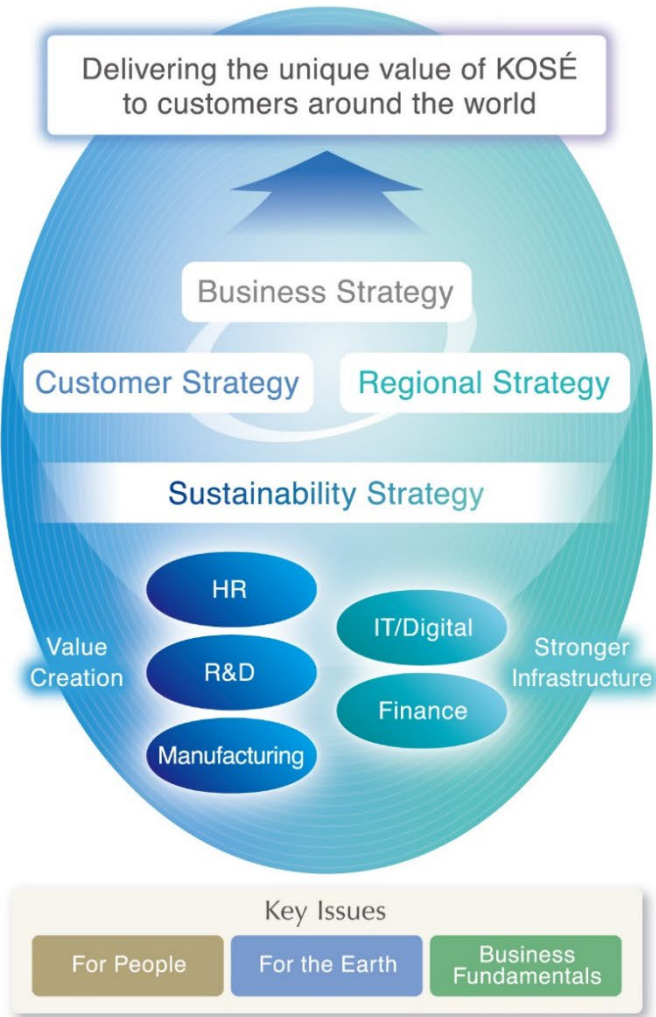 Delivering the unique value of KOSÉ
to customers around the world
Business Strategy
Customer Strategy
Regional Strategy
Sustainability Strategy
Value
Creation
HR
R&D
Manufacturing
IT/Digital
Finance
Stronger
Infrastructure
Key Issues
For People
For the Earth
Business
Fundamentals